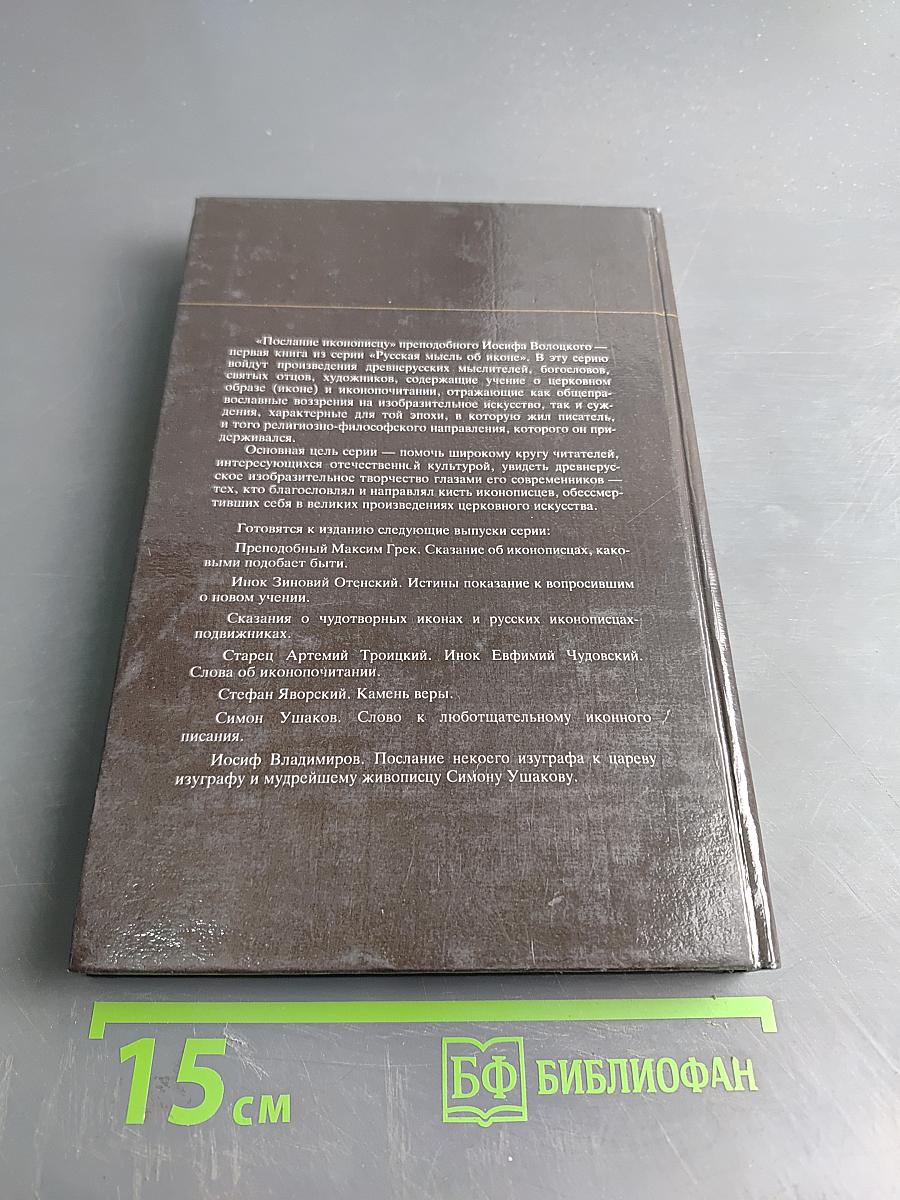 «Послание иконописцу» преподобного Иосифа Волоцкого —
первая книга из серии «Русская мысль об иконе». В эту серию
войдут произведения древнерусских мыслителей, богословов,
святых отцов, художников, содержащие учение о церковном
образе (иконе) и иконопочитании, отражающие как общепра-
вославные воззрения на изобразительное искусство, так и суж-
дения, характерные для той эпохи, в которую жил писатель,
и того религиозно-философского направления, которого он при-
держивался.
Основная цель серии — помочь широкому кругу читателей,
интересующихся отечественной культурой, увидеть древнерус-
ское изобразительное творчество глазами его современников —
тех, кто благословлял и направлял кисть иконописцев, обессмер-
тивших себя в великих произведениях церковного искусства.
Готовятся к изданию следующие выпуски серии:
Преподобный Максим Грек. Сказание об иконописцах, како-
выми подобает быти.
Инок Зиновий Отенский. Истины показание к вопросившим
о новом учении.
Сказания о чудотворных иконах и русских иконописцах-
подвижниках.
Старец Артемий Троицкий. Инок Евфимий Чудовский.
Слова об иконопочитании.
Стефан Яворский. Камень веры.
Симон Ушаков. Слово к люботщательному иконного
писания.
Иосиф Владимиров. Послание некоего изуграфа к цареву
изуграфу и мудрейшему живописцу Симону Ушакову.
15 см
БФ БИБЛИОФАН